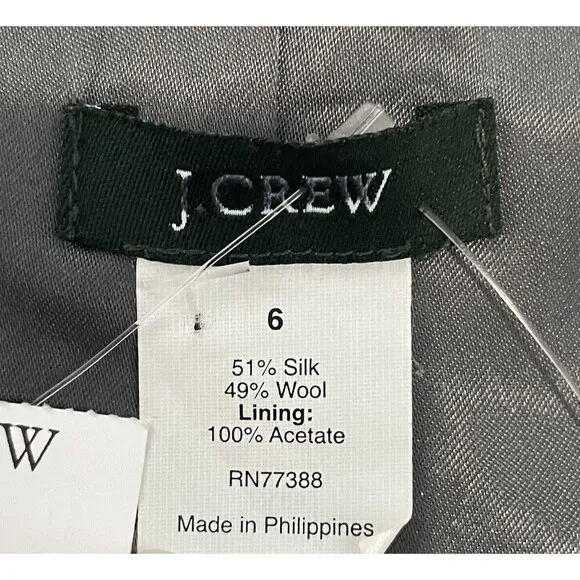 J.CREW
6
51% Silk
49% Wool
Lining:
100% Acetate
RN77388
Made in Philippines
W